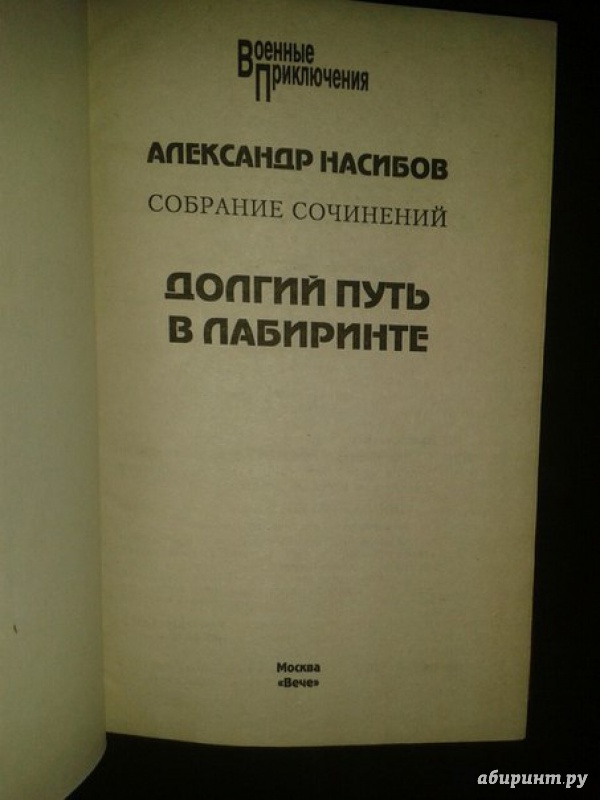 Военные
Приключения
АЛЕКСАНДР НАСИБОВ
СОБРАНИЕ СОЧИНЕНИЙ
ДОЛГИЙ ПУТЬ
В ЛАБИРИНТЕ
Москва
«Вече»
абиринт.ру